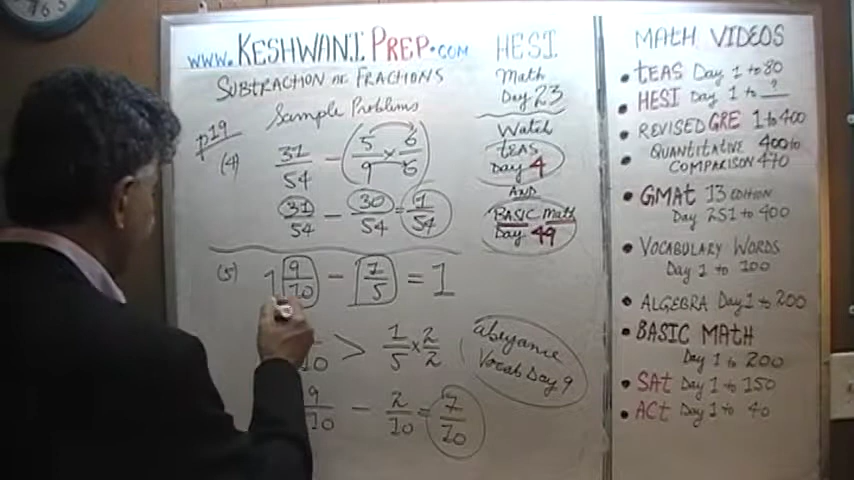 www.KESHWANIPREP.COM
SUBTRACTION OF FRACTIONS
Sample Problems
p19
(4) 31/54 - (5/9 × 6/6)
31/54 - 30/54 = 1/54
(5) 1 9/10 - 1/5 = 1
/10 > 1/5 × 2/2
9/10 - 2/10 = 7/10
HESI
Math
Day 23
Watch
TEAS
Day 4
AND
BASIC Math
Day 49
abeyance
Vocab Day 9
MATH VIDEOS
• TEAS Day 1 to 80
• HESI Day 1 to ?
• REVISED GRE 1 to 400
• QUANTITATIVE 400 to
COMPARISON 470
• GMAT 13 EDITION
Day 251 to 400
• VOCABULARY WORDS
Day 1 to 100
• ALGEBRA Day 1 to 200
• BASIC MATH
Day 1 to 200
• SAT Day 1 to 150
• ACT Day 1 to 40